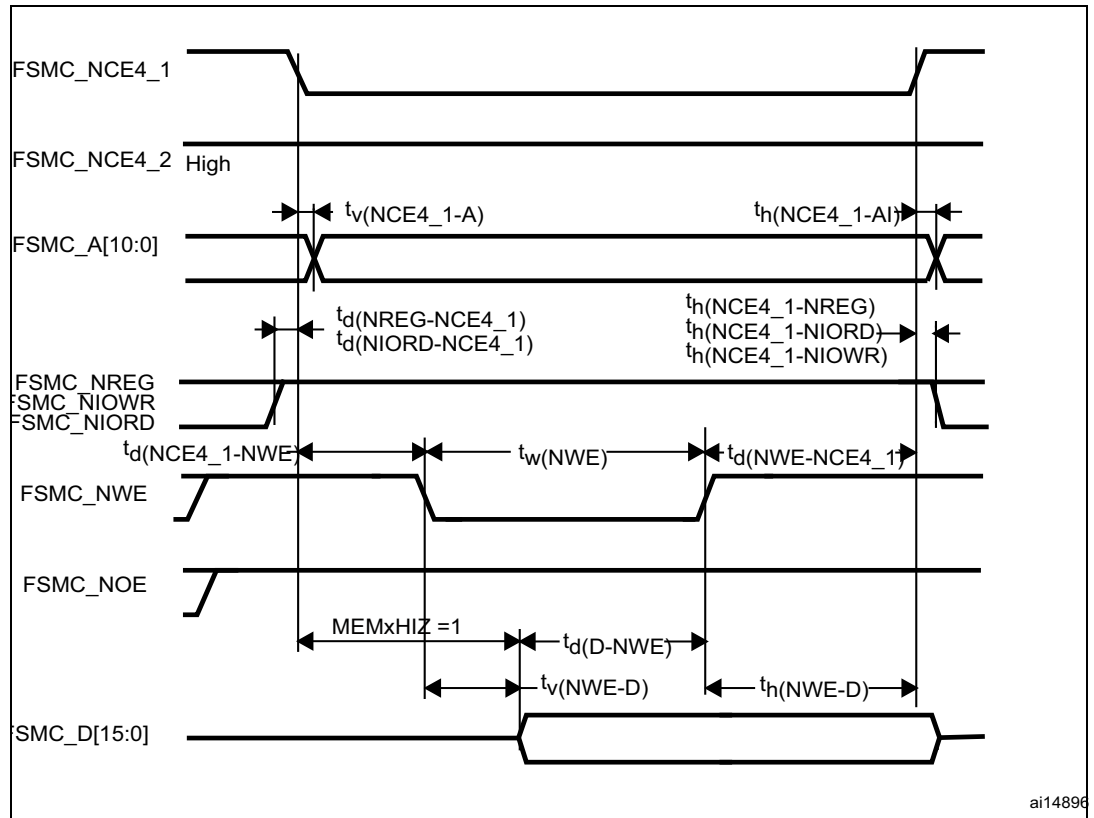 FSMC_NCE4_1
FSMC_NCE4_2 High
tv(NCE4_1-A)
th(NCE4_1-AI)
FSMC_A[10:0]
td(NREG-NCE4_1)
td(NIORD-NCE4_1)
th(NCE4_1-NREG)
th(NCE4_1-NIORD)
th(NCE4_1-NIOWR)
FSMC_NREG
FSMC_NIOWR
FSMC_NIORD
td(NCE4_1-NWE)
tw(NWE)
td(NWE-NCE4_1)
FSMC_NWE
FSMC_NOE
MEMxHIZ =1
td(D-NWE)
tv(NWE-D)
th(NWE-D)
FSMC_D[15:0]
ai14896